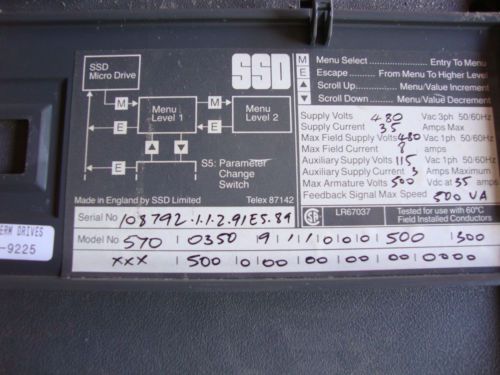 SSD
Micro Drive
M
E
Menu
Level 1
M
E
Menu
Level 2
E
S5: Parameter
Change
Switch
Made in England by SSD Limited
Telex 87142
SSD
M Menu Select Entry To Menu
E Escape From Menu To Higher Level
▲ Scroll Up Menu/Value Increment
▼ Scroll Down Menu/Value Decrement
Supply Volts 480 Vac 3ph 50/60Hz
Supply Current 35 Amps Max
Max Field Supply Volts 480 Vac 1ph 50/60Hz
Max Field Current 8 amps
Auxiliary Supply Volts 115 Vac 1ph 50/60Hz
Auxiliary Supply Current 3 Amps Maximum
Max Armature Volts 500 Vdc at 35 amps
Feedback Signal Max Speed 500 VA
LR67037
Tested for use with 60°C
Field Installed Conductors
Serial No 108792.1.1.2.91E5.89
Model No 570 0350 9 1 1 1 0 0 0 500 300
xxx 500 0 00 00 00 00 00 0000
ERM DRIVES
-9225